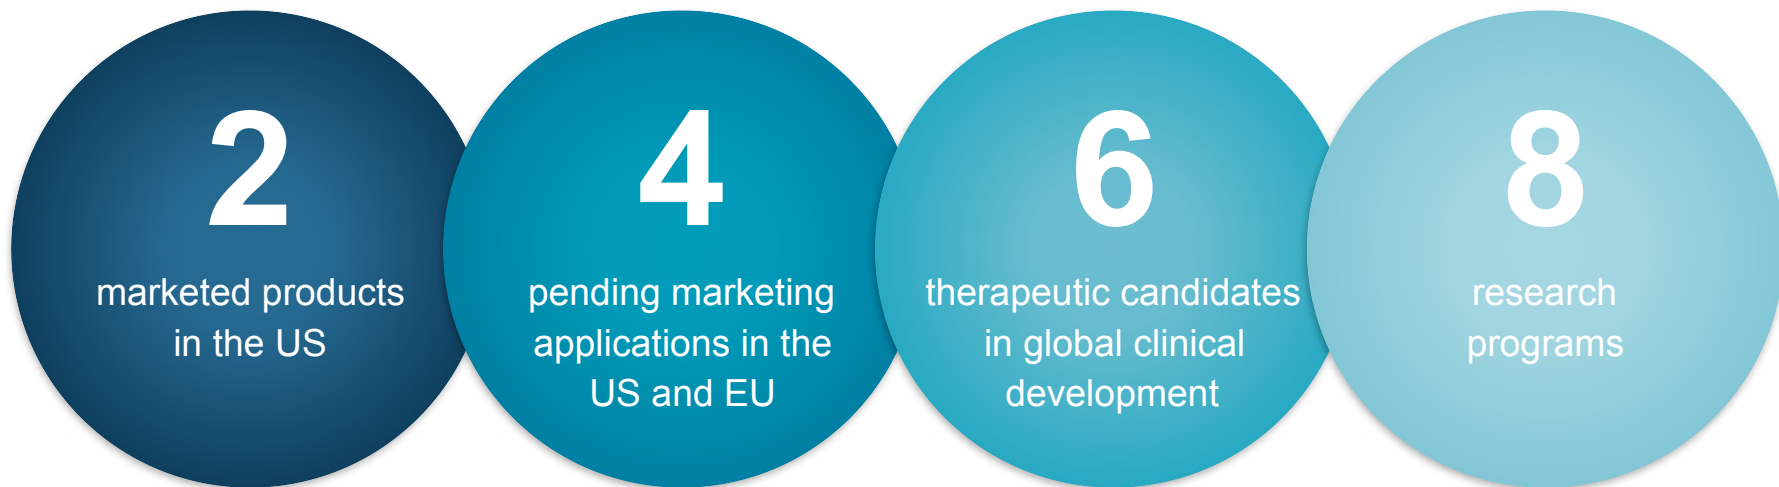 2
marketed products
in the US
4
pending marketing
applications in the
US and EU
6
therapeutic candidates
in global clinical
development
8
research
programs